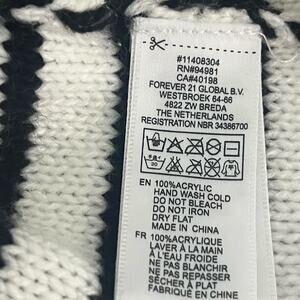 #11408304
RN#94981
CA#40198
FOREVER 21 GLOBAL B.V.
WESTBROEK 64-66
4822 ZW BREDA
THE NETHERLANDS
REGISTRATION NBR 34386700
EN 100%ACRYLIC
HAND WASH COLD
DO NOT BLEACH
DO NOT IRON
DRY FLAT
MADE IN CHINA
FR 100%ACRYLIQUE
LAVER À LA MAIN
À L'EAU FROIDE
NE PAS BLANCHIR
NE PAS REPASSER
SÉCHER À PLAT
FABRIQUÉ EN CHINE